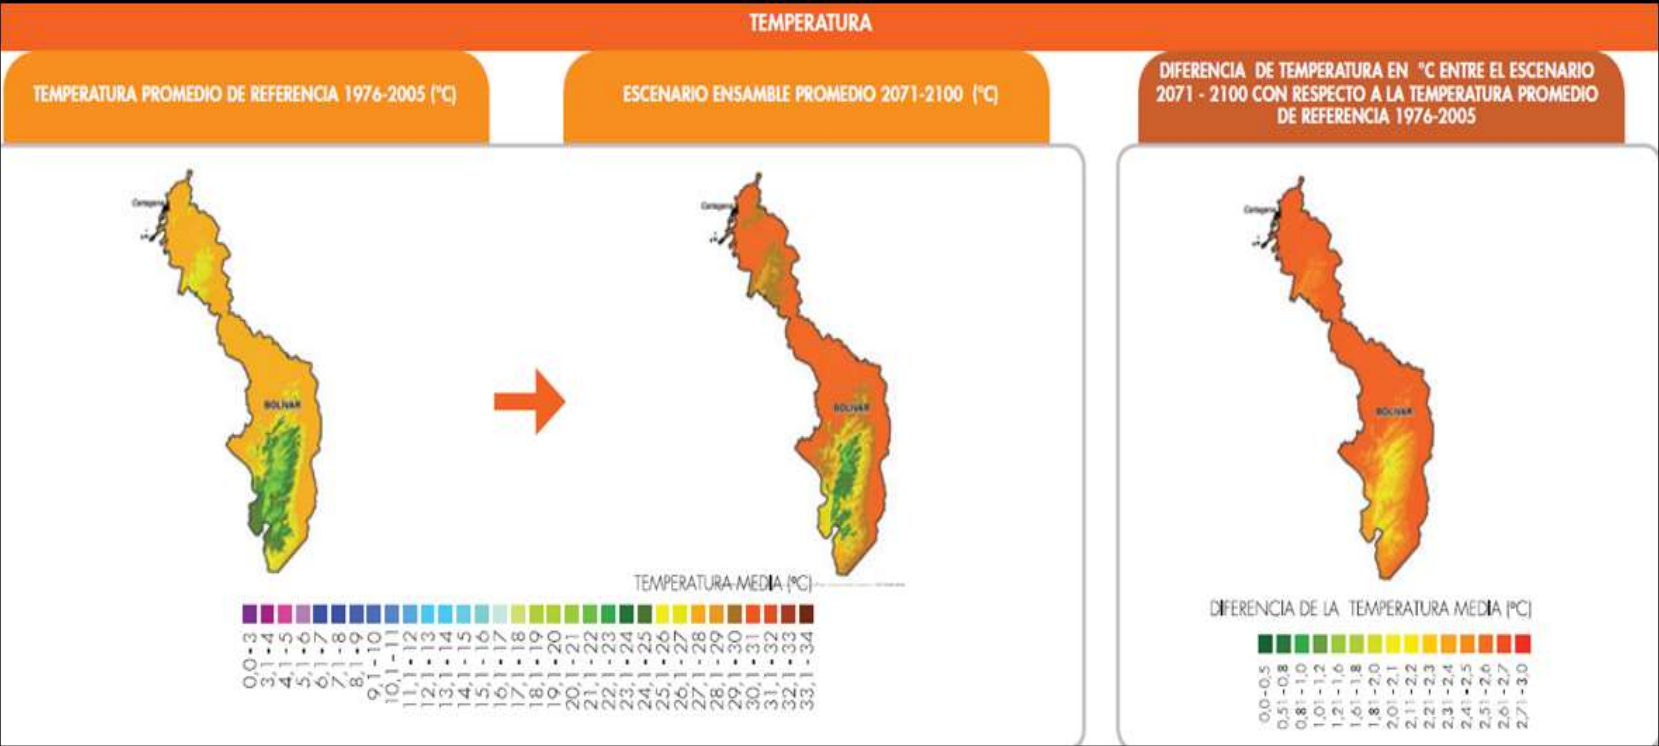 TEMPERATURA
TEMPERATURA PROMEDIO DE REFERENCIA 1976-2005 (°C)
ESCENARIO ENSAMBLE PROMEDIO 2071-2100 (°C)
DIFERENCIA DE TEMPERATURA EN °C ENTRE EL ESCENARIO
2071 - 2100 CON RESPECTO A LA TEMPERATURA PROMEDIO
DE REFERENCIA 1976-2005
Cartagena
BOLÍVAR
Cartagena
BOLÍVAR
Cartagena
BOLÍVAR
TEMPERATURA MEDIA (°C)
0,0 - 3
3,1 - 4
4,1 - 5
5,1 - 6
6,1 - 7
7,1 - 8
8,1 - 9
9,1 - 10
10,1 - 11
11,1 - 12
12,1 - 13
13,1 - 14
14,1 - 15
15,1 - 16
16,1 - 17
17,1 - 18
18,1 - 19
19,1 - 20
20,1 - 21
21,1 - 22
22,1 - 23
23,1 - 24
24,1 - 25
25,1 - 26
26,1 - 27
27,1 - 28
28,1 - 29
29,1 - 30
30,1 - 31
31,1 - 32
32,1 - 33
33,1 - 34
DIFERENCIA DE LA TEMPERATURA MEDIA (°C)
0,0 - 0,5
0,51 - 0,8
0,81 - 1,0
1,01 - 1,2
1,21 - 1,6
1,61 - 1,8
1,81 - 2,0
2,01 - 2,1
2,11 - 2,2
2,21 - 2,3
2,31 - 2,4
2,41 - 2,5
2,51 - 2,6
2,61 - 2,7
2,71 - 3,0